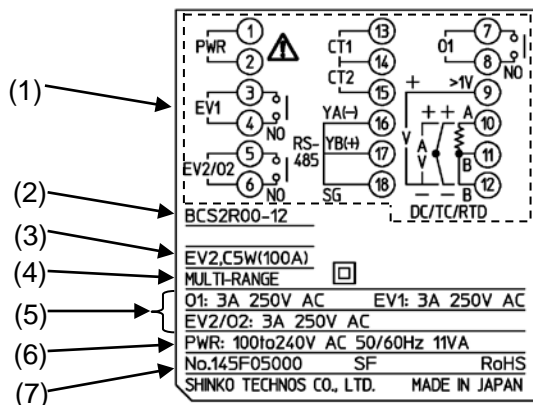 (1)
(2)
(3)
(4)
(5)
(6)
(7)
PWR 1 2
EV1 3 4 NO
EV2/O2 5 6 NO
CT1 13 14
CT2 15
RS-485
YA(-) 16
YB(+) 17
SG 18
O1 7 8 NO
+ >1V 9
V + + A 10
A V B 11
- - - B 12
DC/TC/RTD
BCS2R00-12
EV2,C5W(100A)
MULTI-RANGE
O1: 3A 250V AC EV1: 3A 250V AC
EV2/O2: 3A 250V AC
PWR: 100to240V AC 50/60Hz 11VA
No.145F05000 SF RoHS
SHINKO TECHNOS CO., LTD. MADE IN JAPAN